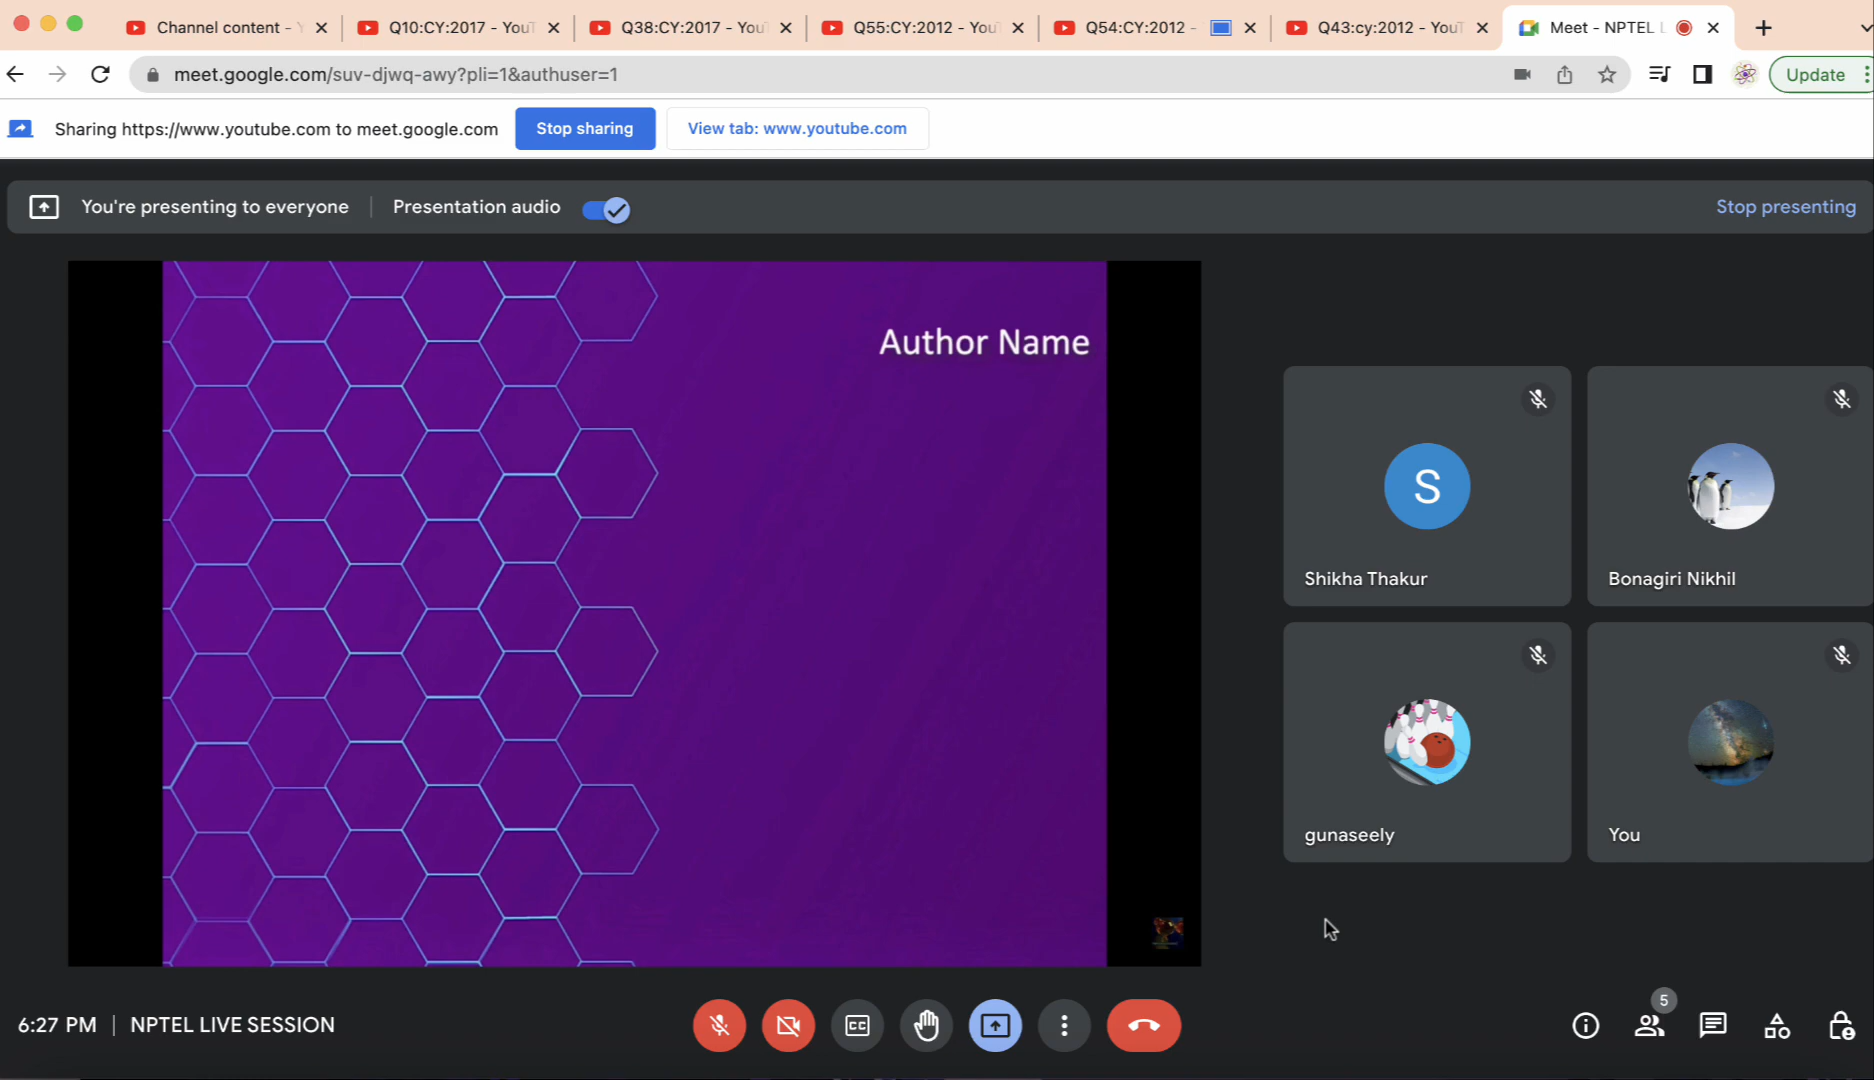 Channel content - Y
Q10:CY:2017 - YouT
Q38:CY:2017 - YouT
Q55:CY:2012 - YouT
Q54:CY:2012 -
Q43:cy:2012 - YouT
Meet - NPTEL L
meet.google.com/suv-djwq-awy?pli=1&authuser=1
Update
Sharing https://www.youtube.com to meet.google.com
Stop sharing
View tab: www.youtube.com
You're presenting to everyone
Presentation audio
Stop presenting
Author Name
S
Shikha Thakur
Bonagiri Nikhil
gunaseely
You
6:27 PM | NPTEL LIVE SESSION
CC
5